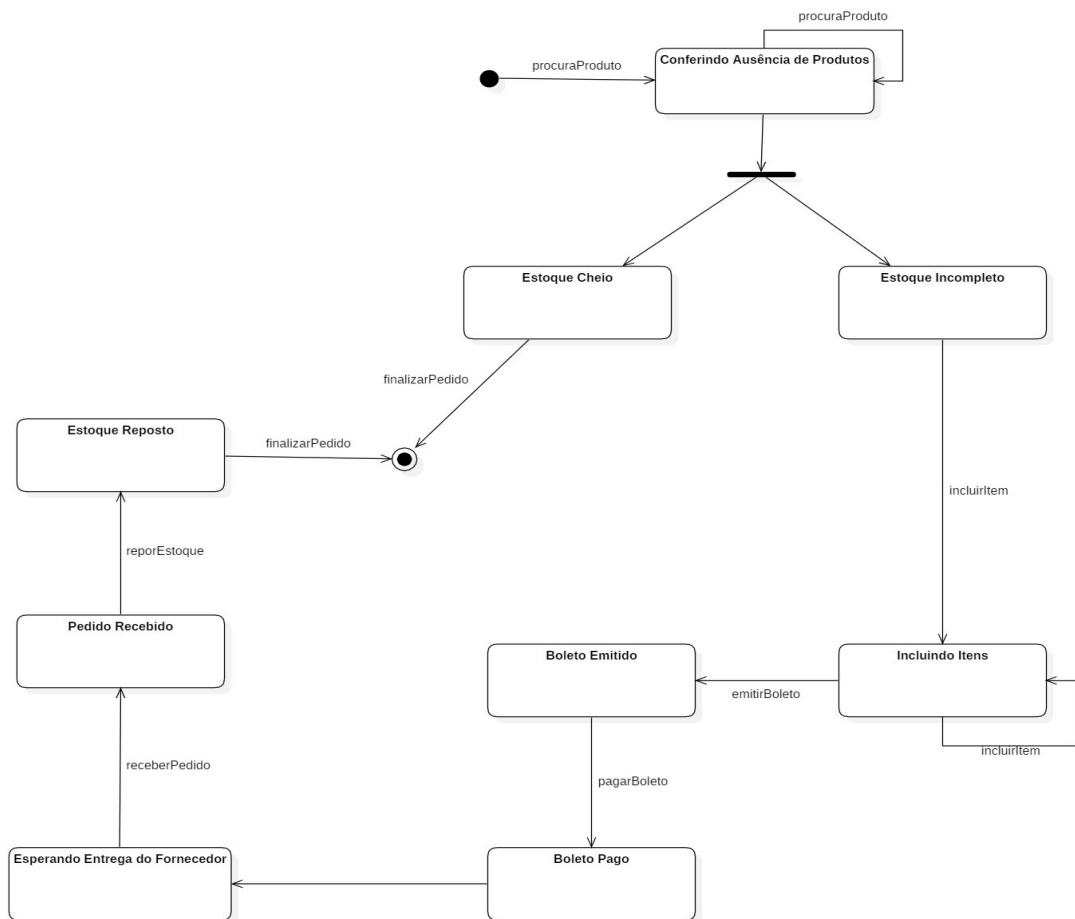 procuraProduto
procuraProduto
Conferindo Ausência de Produtos
Estoque Cheio
Estoque Incompleto
finalizarPedido
Estoque Reposto
finalizarPedido
incluirItem
reporEstoque
Pedido Recebido
Boleto Emitido
Incluindo Itens
emitirBoleto
incluirItem
receberPedido
pagarBoleto
Esperando Entrega do Fornecedor
Boleto Pago